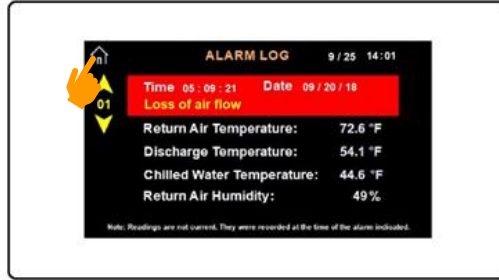 ALARM LOG 9 / 25 14:01
Time 05 : 09 : 21 Date 09 / 20 / 18
01 Loss of air flow
Return Air Temperature: 72.6 °F
Discharge Temperature: 54.1 °F
Chilled Water Temperature: 44.6 °F
Return Air Humidity: 49%
Note: Readings are not current. They were recorded at the time of the alarm indicated.